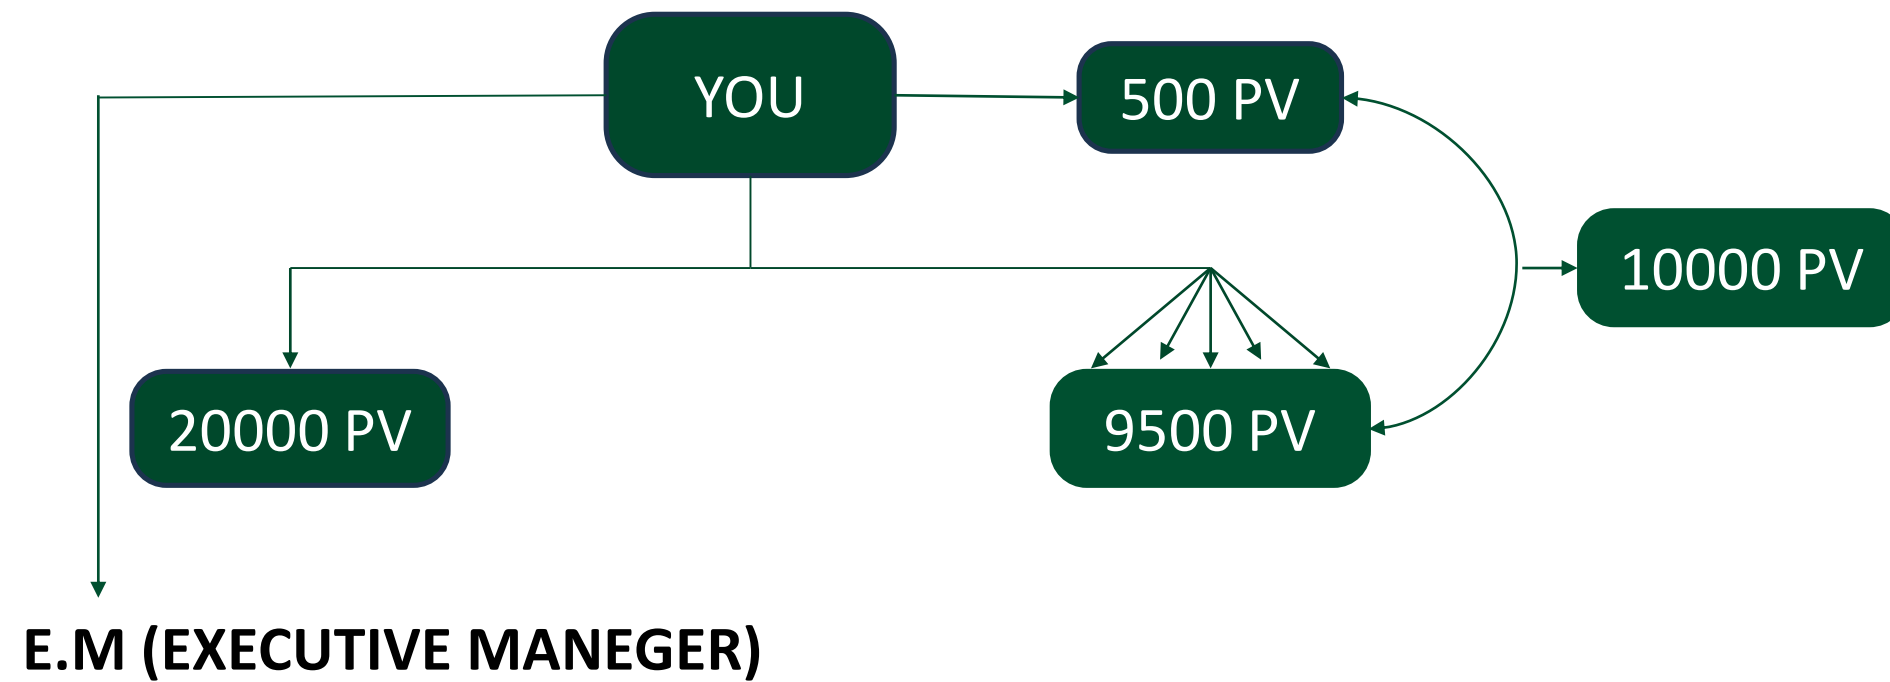 YOU
500 PV
10000 PV
20000 PV
9500 PV
E.M (EXECUTIVE MANEGER)